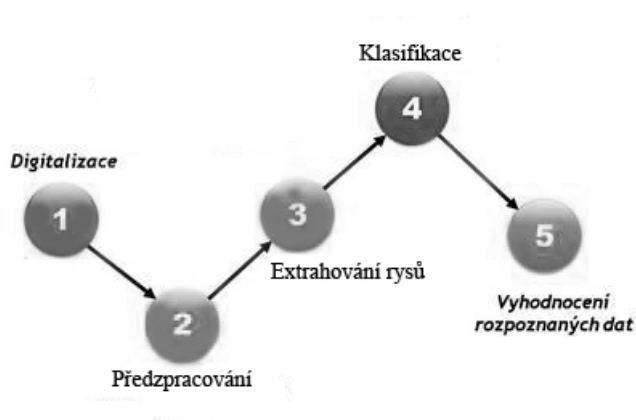 Digitalizace
1
2
Předzpracování
3
Extrahování rysů
Klasifikace
4
5
Vyhodnocení
rozpoznaných dat